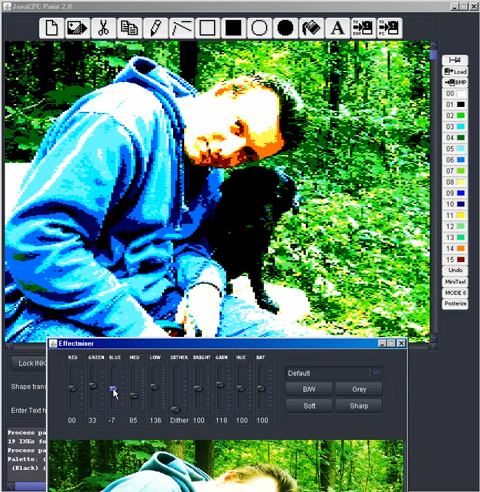 JavaCPC Paint 2.0
A
Load
BMP
00
01
02
03
04
05
06
07
08
09
10
11
12
13
14
15
Undo
MiniText
MODE 0
Posterize
Effectmixer
RED GREEN BLUE MED LOW DITHER BRIGHT GAIN HUE SAT
Default
B/W Grey
Soft Sharp
00 33 -7 85 136 Dither 100 118 100 100
Lock INK
Shape trans
Enter Text h
Process pa
19 INKs fo
Process pa
Palette: (
(Black) (